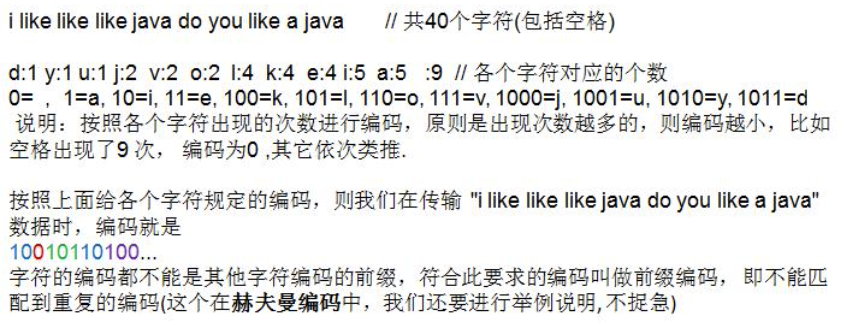 i like like like java do you like a java // 共40个字符(包括空格)
d:1 y:1 u:1 j:2 v:2 o:2 l:4 k:4 e:4 i:5 a:5 :9 // 各个字符对应的个数
0= , 1=a, 10=i, 11=e, 100=k, 101=l, 110=o, 111=v, 1000=j, 1001=u, 1010=y, 1011=d
说明：按照各个字符出现的次数进行编码，原则是出现次数越多的，则编码越小，比如
空格出现了9 次， 编码为0 ,其它依次类推.
按照上面给各个字符规定的编码，则我们在传输 "i like like like java do you like a java"
数据时，编码就是
10010110100...
字符的编码都不能是其他字符编码的前缀，符合此要求的编码叫做前缀编码， 即不能匹
配到重复的编码(这个在赫夫曼编码中，我们还要进行举例说明,不捉急)